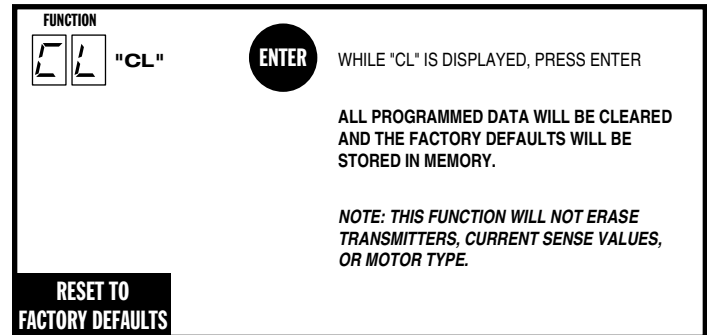 FUNCTION
CL "CL"
ENTER
WHILE "CL" IS DISPLAYED, PRESS ENTER
ALL PROGRAMMED DATA WILL BE CLEARED
AND THE FACTORY DEFAULTS WILL BE
STORED IN MEMORY.
NOTE: THIS FUNCTION WILL NOT ERASE
TRANSMITTERS, CURRENT SENSE VALUES,
OR MOTOR TYPE.
RESET TO
FACTORY DEFAULTS